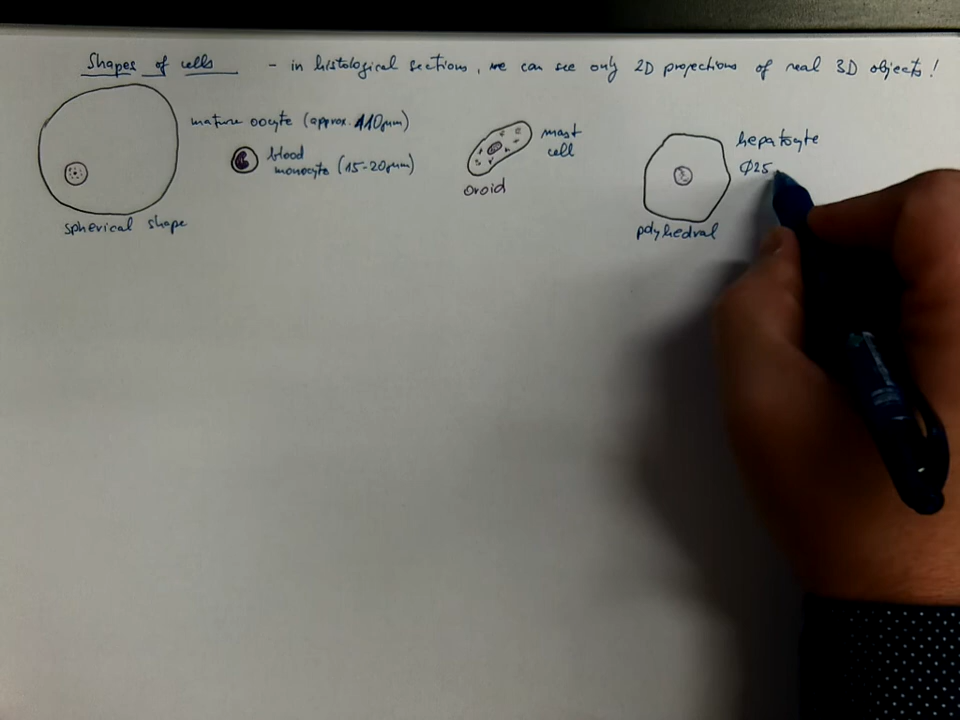 Shapes of cells - in histological sections, we can see only 2D projections of real 3D objects!
mature oocyte (approx. 110μm)
blood
monocyte (15-20μm)
spherical shape
mast
cell
ovoid
hepatocyte
Φ25
polyhedral